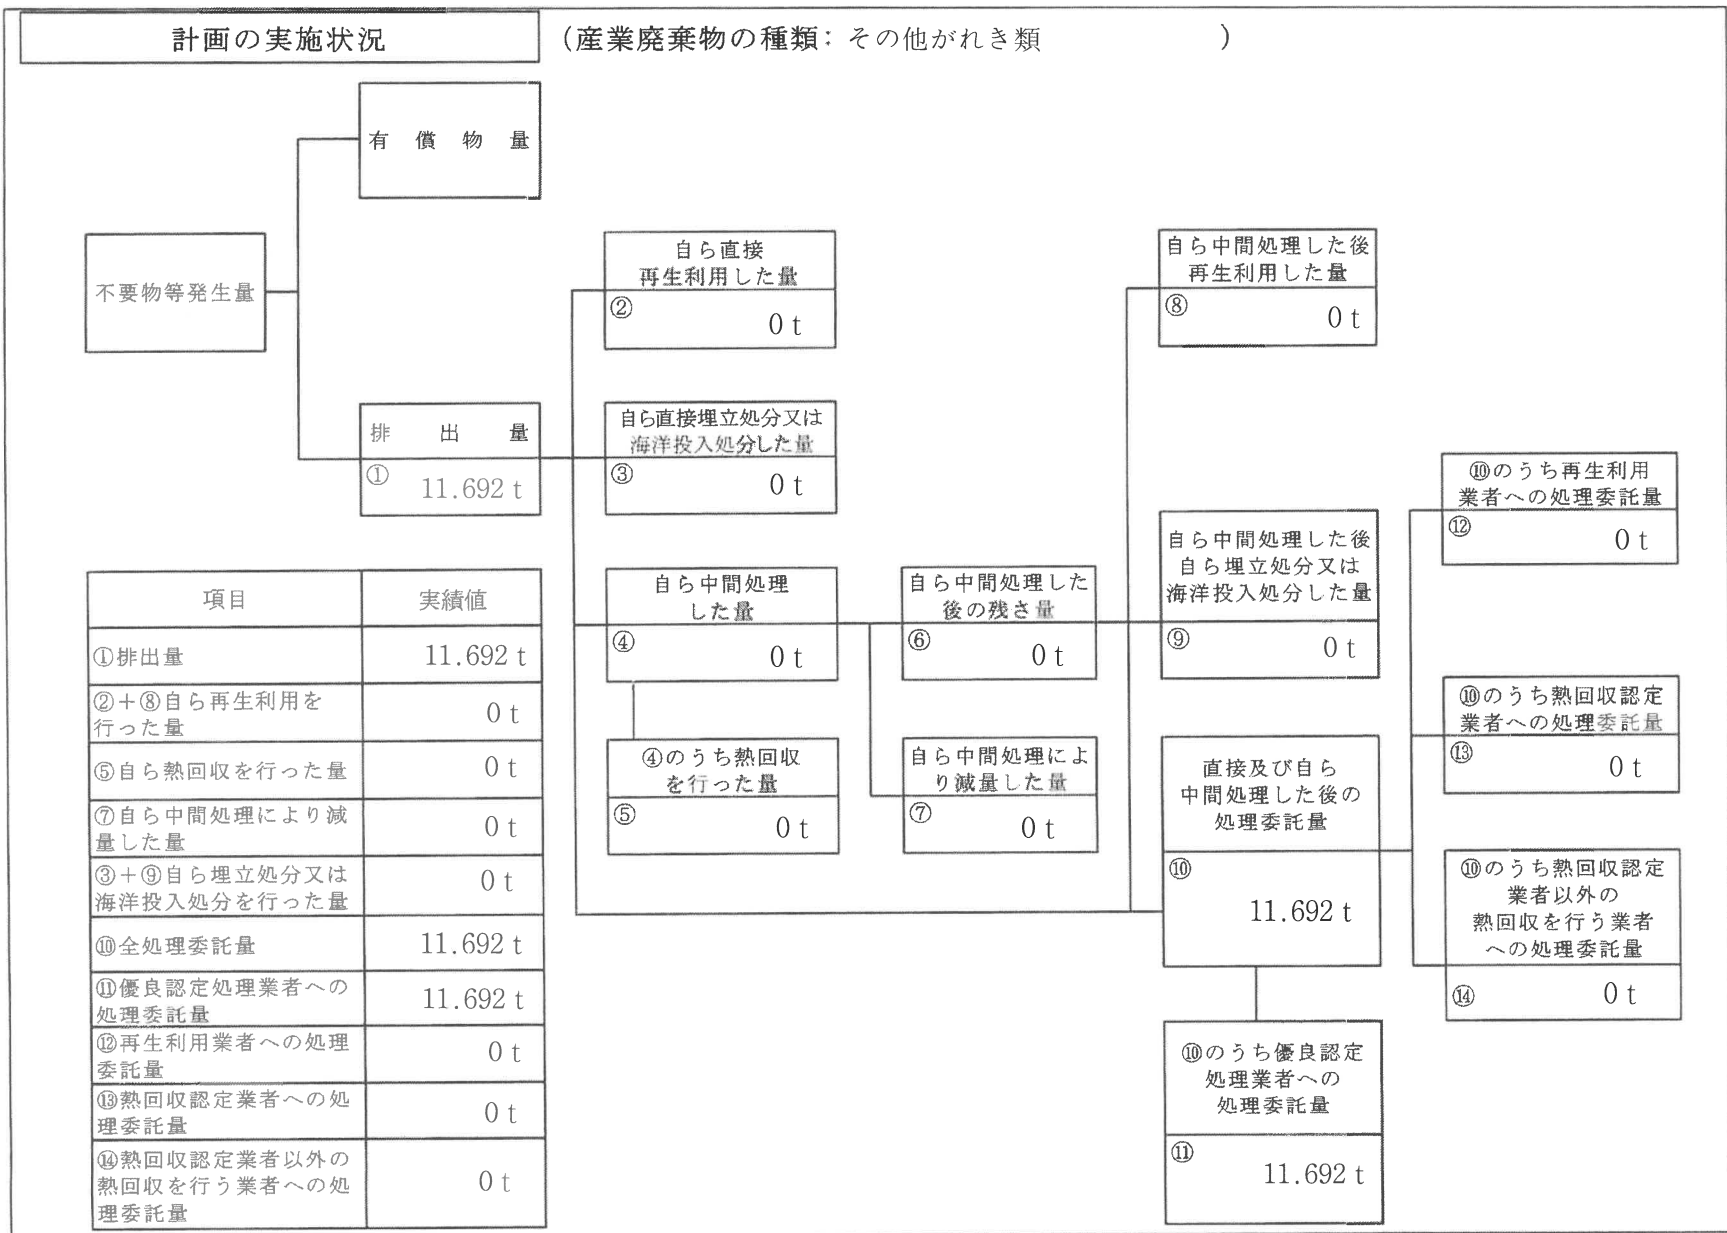 計画の実施状況
(産業廃棄物の種類：その他がれき類 )
有償物量
不要物等発生量
排出量
①
11.692 t
自ら直接
再生利用した量
②
0 t
自ら直接埋立処分又は
海洋投入処分した量
③
0 t
自ら中間処理
した量
④
0 t
④のうち熱回収
を行った量
⑤
0 t
自ら中間処理した
後の残さ量
⑥
0 t
自ら中間処理によ
り減量した量
⑦
0 t
自ら中間処理した後
再生利用した量
⑧
0 t
自ら中間処理した後
自ら埋立処分又は
海洋投入処分した量
⑨
0 t
直接及び自ら
中間処理した後の
処理委託量
⑩
11.692 t
⑩のうち優良認定
処理業者への
処理委託量
⑪
11.692 t
⑩のうち再生利用
業者への処理委託量
⑫
0 t
⑩のうち熱回収認定
業者への処理委託量
⑬
0 t
⑩のうち熱回収認定
業者以外の
熱回収を行う業者
への処理委託量
⑭
0 t
項目 実績値
①排出量 11.692 t
②＋⑧自ら再生利用を
行った量
0 t
⑤自ら熱回収を行った量 0 t
⑦自ら中間処理により減
量した量
0 t
③＋⑨自ら埋立処分又は
海洋投入処分を行った量
0 t
⑩全処理委託量 11.692 t
⑪優良認定処理業者への
処理委託量
11.692 t
⑫再生利用業者への処理
委託量
0 t
⑬熱回収認定業者への処
理委託量
0 t
⑭熱回収認定業者以外の
熱回収を行う業者への処
理委託量
0 t